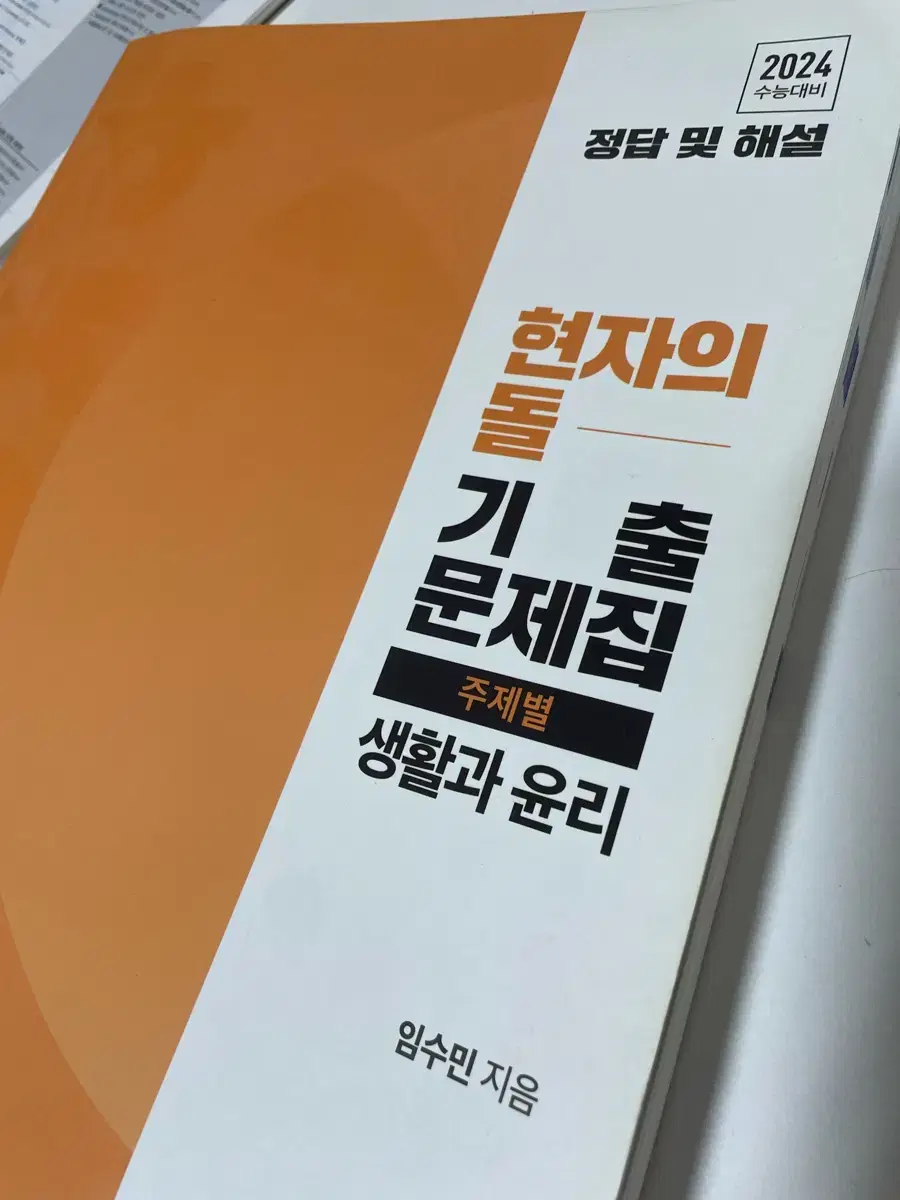 2024
수능대비
정답 및 해설
현자의
돌
기 출
문제집
주제별
생활과 윤리
임수민 지음